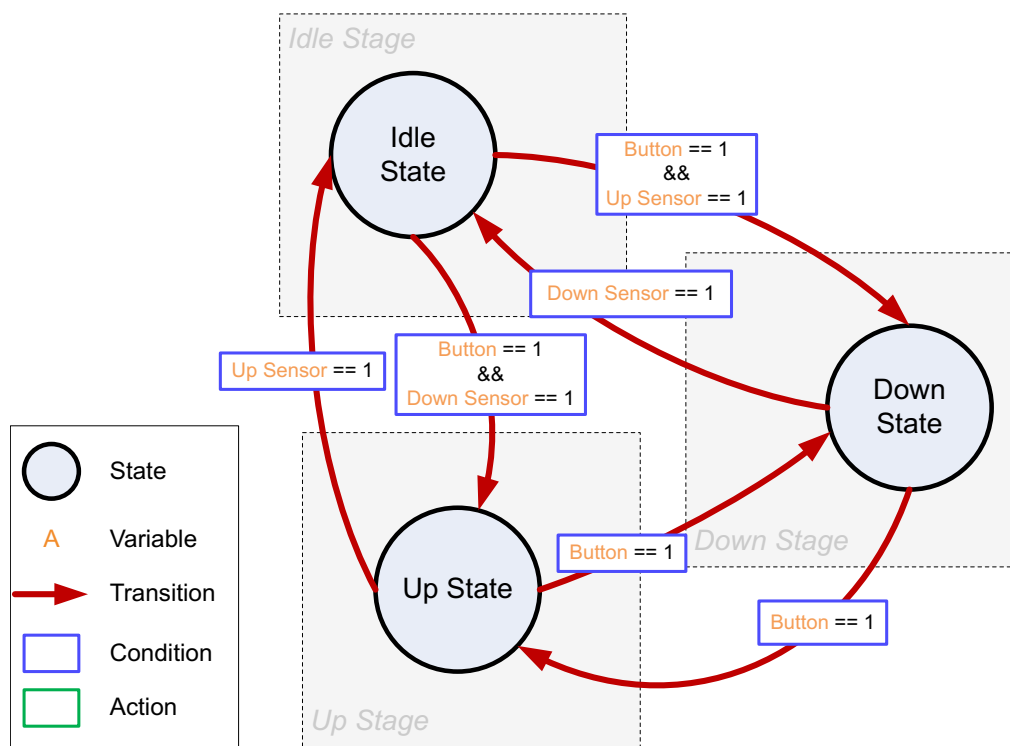 Idle Stage
Idle
State
Button == 1
&&
Up Sensor == 1
Down Sensor == 1
Up Sensor == 1
Button == 1
&&
Down Sensor == 1
Down
State
Down Stage
Button == 1
Up State
Button == 1
Up Stage
State
A Variable
Transition
Condition
Action